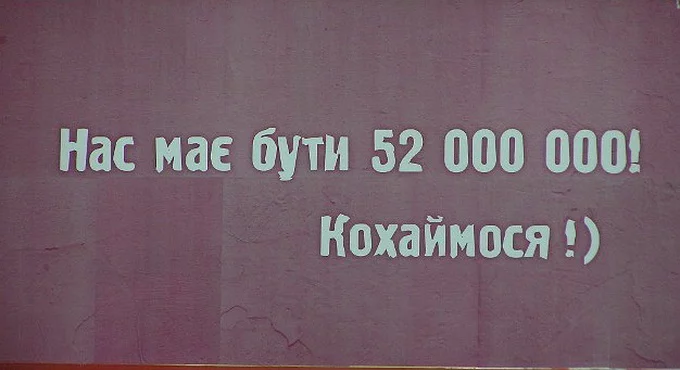 Нас має бути 52 000 000!
Кохаймося !)